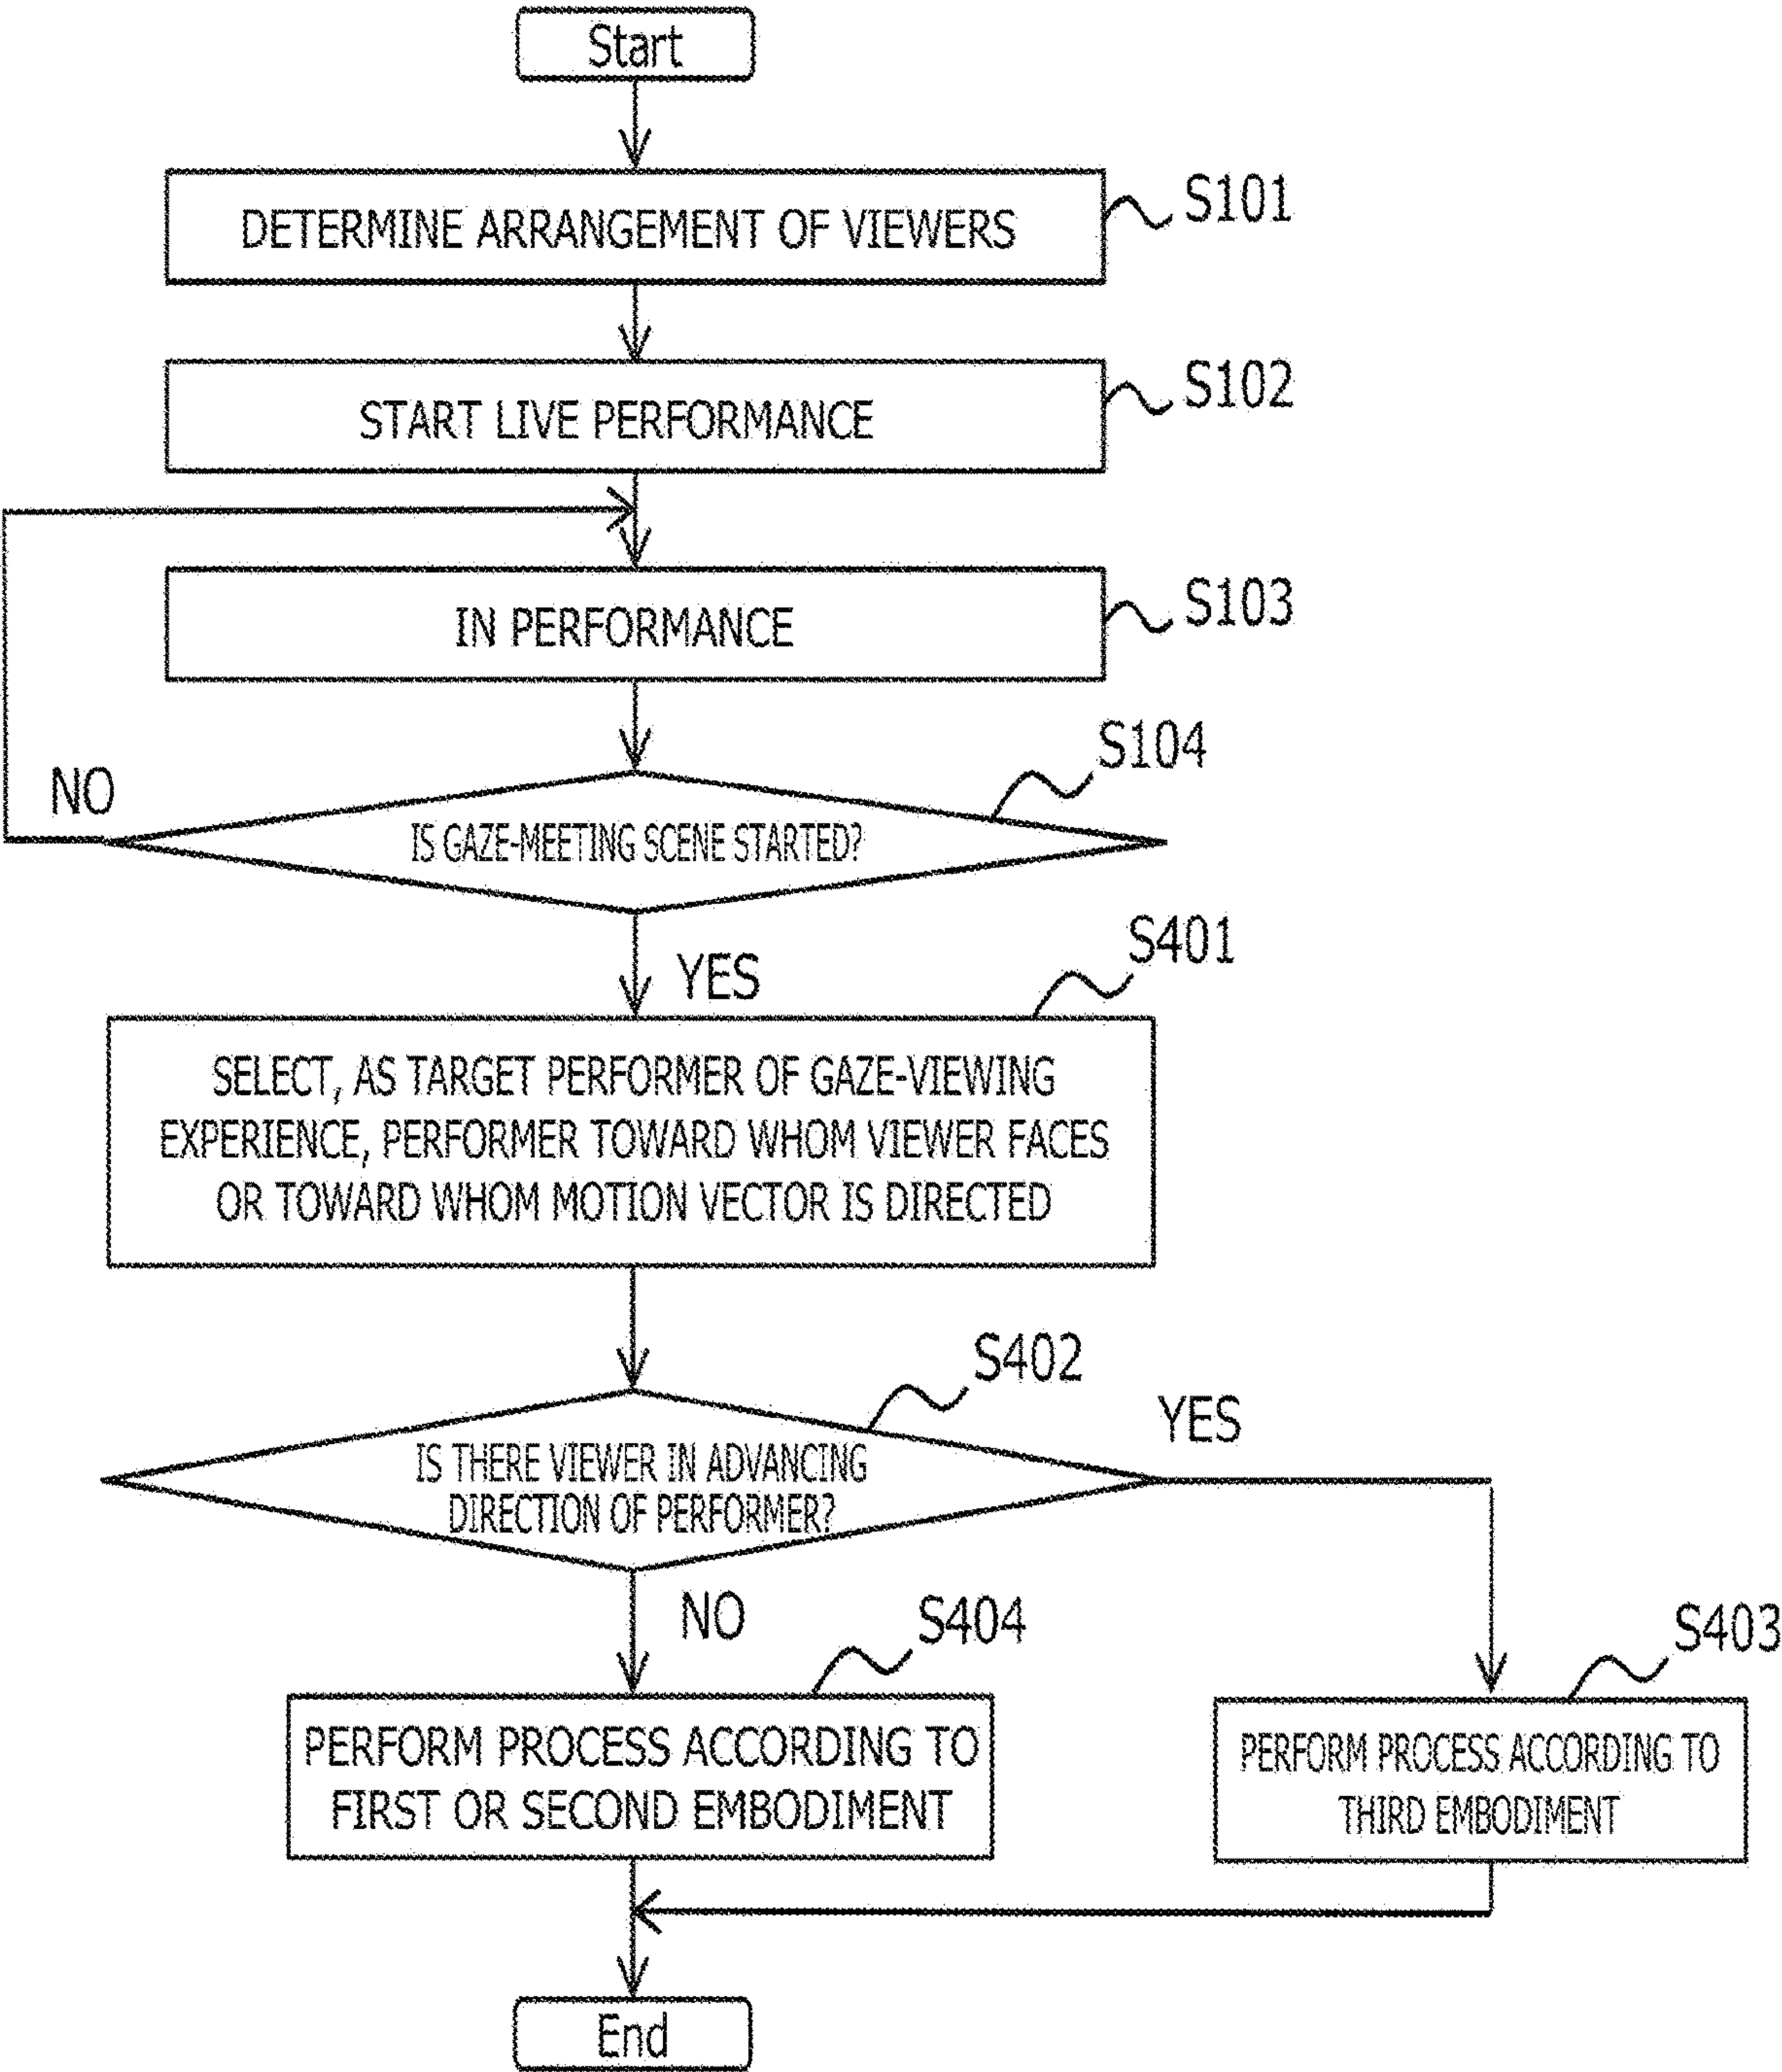 Start
DETERMINE ARRANGEMENT OF VIEWERS
S101
START LIVE PERFORMANCE
S102
IN PERFORMANCE
S103
S104
NO
IS GAZE-MEETING SCENE STARTED?
YES
S401
SELECT, AS TARGET PERFORMER OF GAZE-VIEWING
EXPERIENCE, PERFORMER TOWARD WHOM VIEWER FACES
OR TOWARD WHOM MOTION VECTOR IS DIRECTED
S402
YES
IS THERE VIEWER IN ADVANCING
DIRECTION OF PERFORMER?
NO
S404
S403
PERFORM PROCESS ACCORDING TO
FIRST OR SECOND EMBODIMENT
PERFORM PROCESS ACCORDING TO
THIRD EMBODIMENT
End